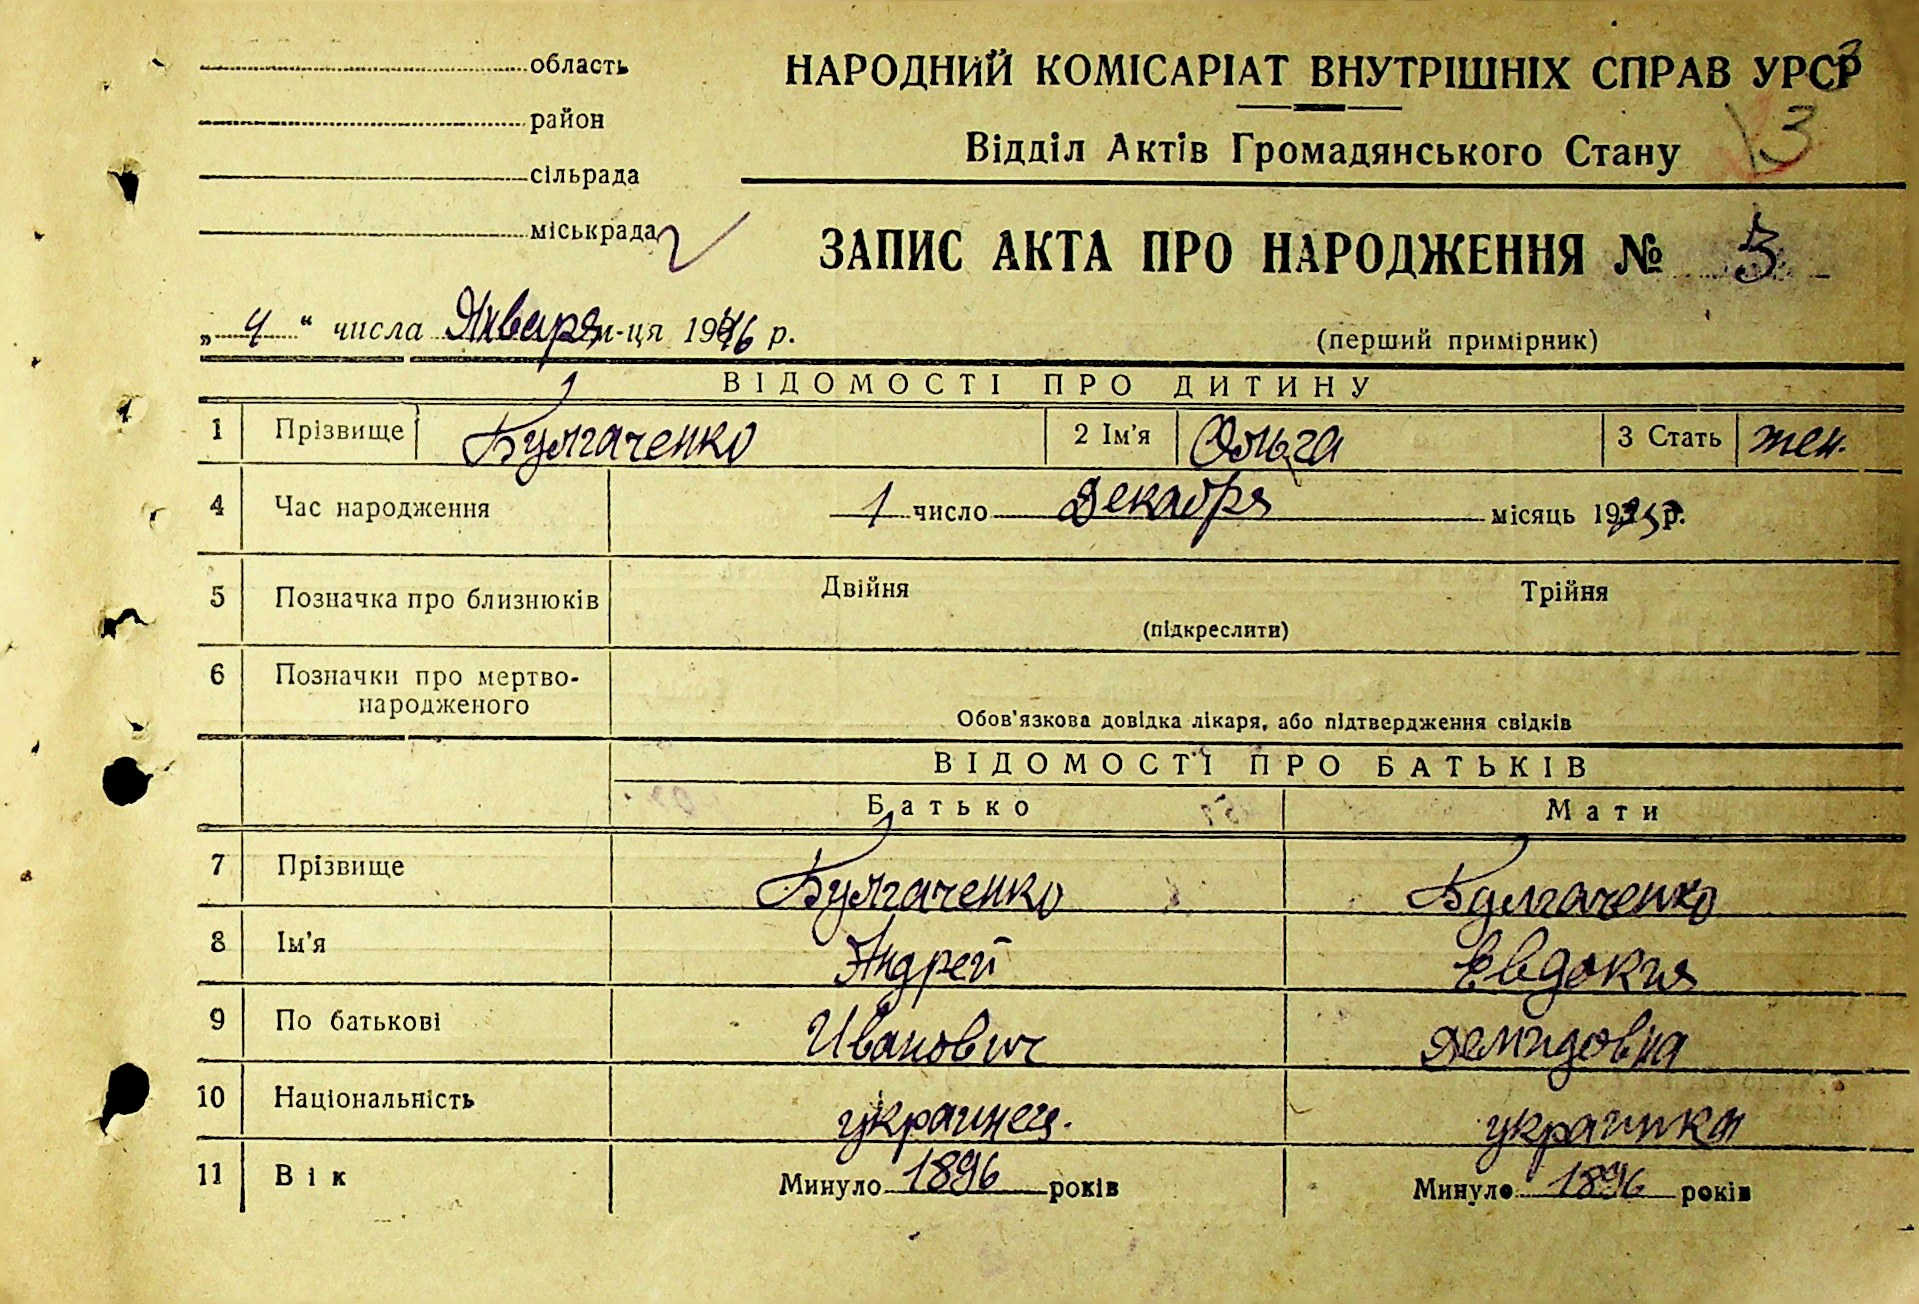 область
НАРОДНИЙ КОМІСАРІАТ ВНУТРІШНІХ СПРАВ УРСР
район
Відділ Актів Громадянського Стану 3
сільрада
міськрада
ЗАПИС АКТА ПРО НАРОДЖЕННЯ № 3
„ 4 “ числа Января м-ця 1946 р.
(перший примірник)
ВІДОМОСТІ ПРО ДИТИНУ
1 Прізвище Булгаченко 2 Ім'я Ольга 3 Стать жен.
4 Час народження 1 число Декабря місяць 19 р.
5 Позначка про близнюків Двійня Трійня
(підкреслити)
6 Позначки про мертво-
народженого
Обов'язкова довідка лікаря, або підтвердження свідків
ВІДОМОСТІ ПРО БАТЬКІВ
Батько Мати
7 Прізвище Булгаченко Булгаченко
8 Ім'я Андрей Евдокия
9 По батькові Иванович Демидовна
10 Національність украинец. украинка
11 Вік Минуло 1896 років Минуло 1896 років